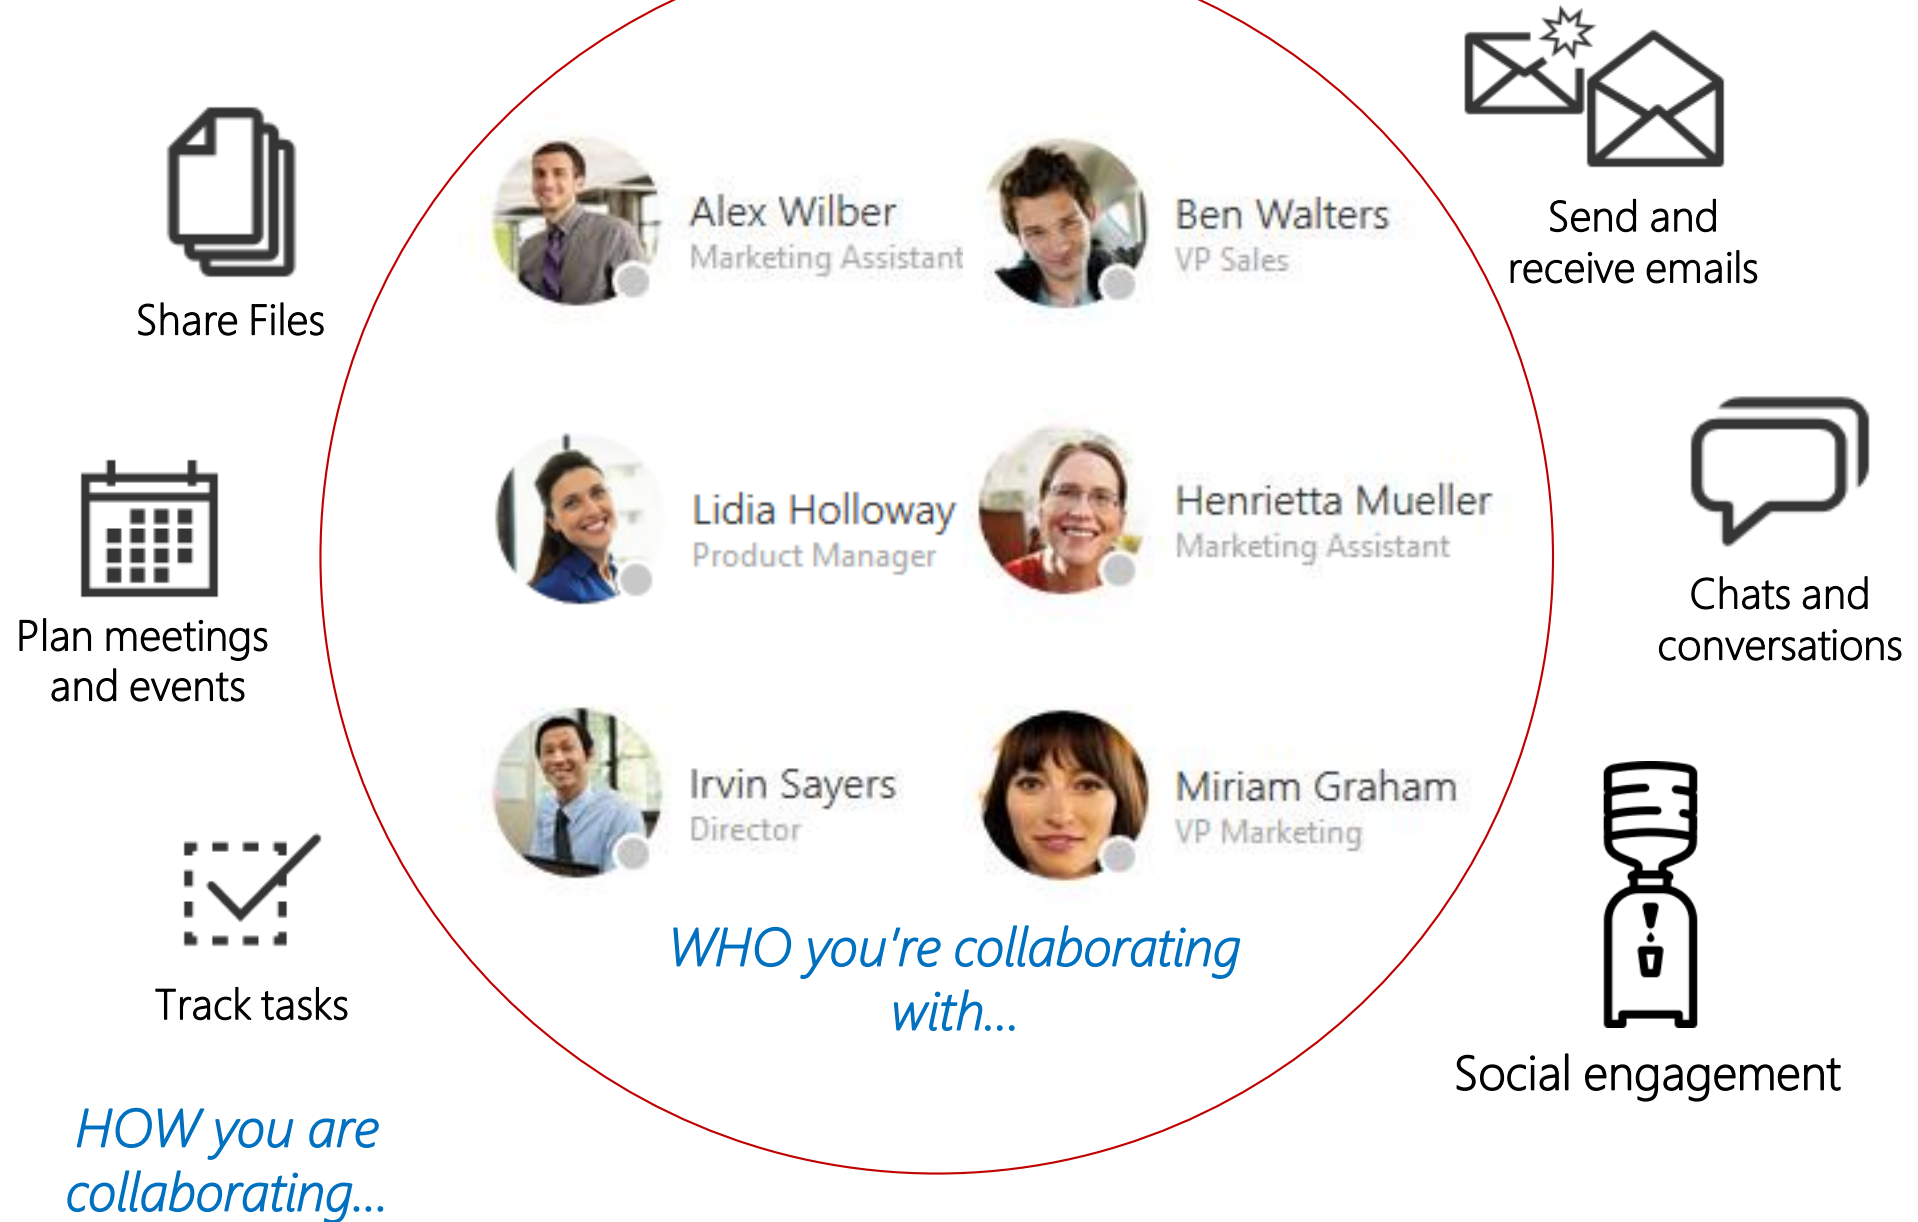 Share Files
Plan meetings
and events
Track tasks
HOW you are
collaborating...
Alex Wilber
Marketing Assistant
Ben Walters
VP Sales
Lidia Holloway
Product Manager
Henrietta Mueller
Marketing Assistant
Irvin Sayers
Director
Miriam Graham
VP Marketing
WHO you're collaborating
with...
Send and
receive emails
Chats and
conversations
Social engagement